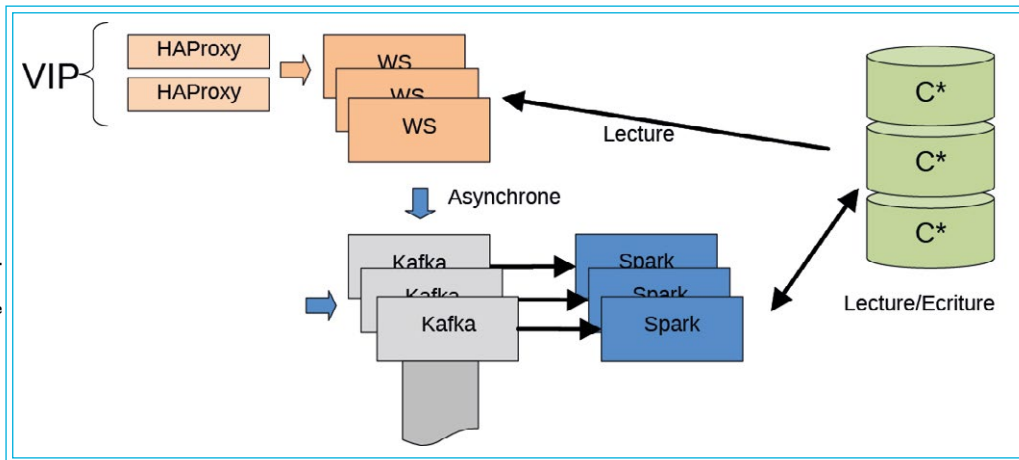 VIP
HAProxy
HAProxy
WS
WS
WS
C*
C*
C*
Lecture
Asynchrone
Kafka
Kafka
Kafka
Spark
Spark
Spark
Lecture/Ecriture